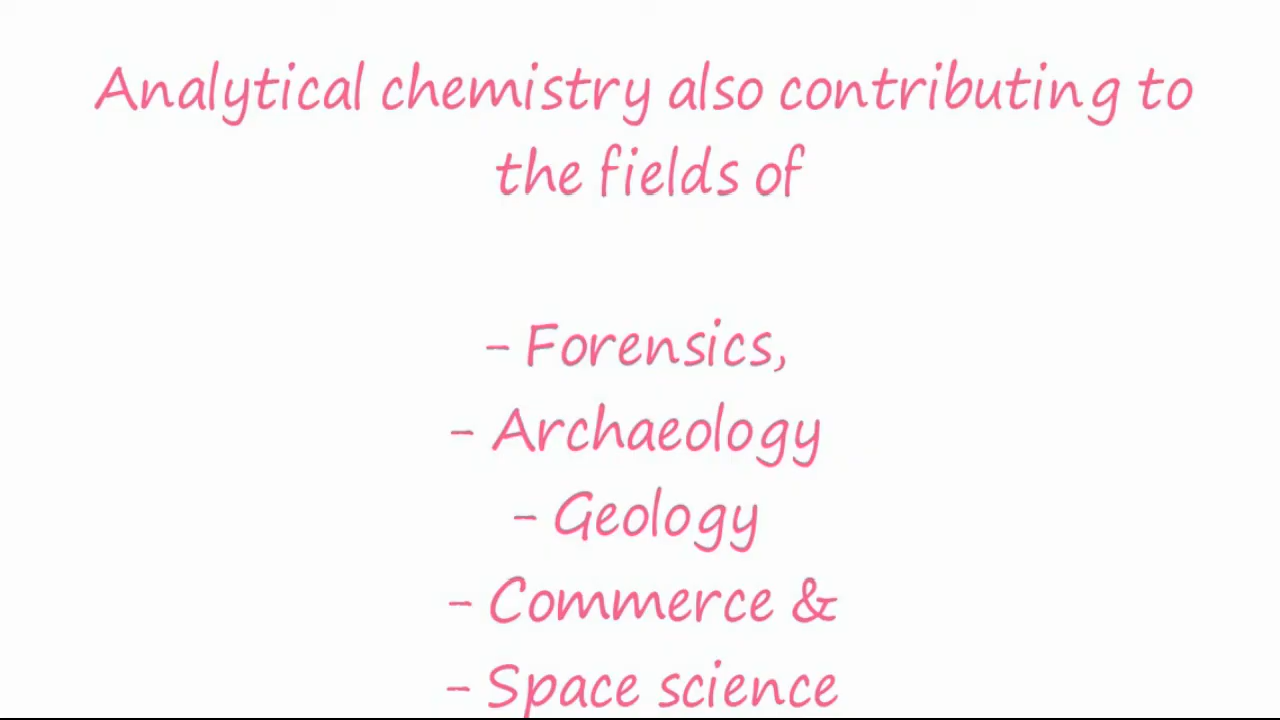 Analytical chemistry also contributing to
the fields of
- Forensics,
- Archaeology
- Geology
- Commerce &
- Space science